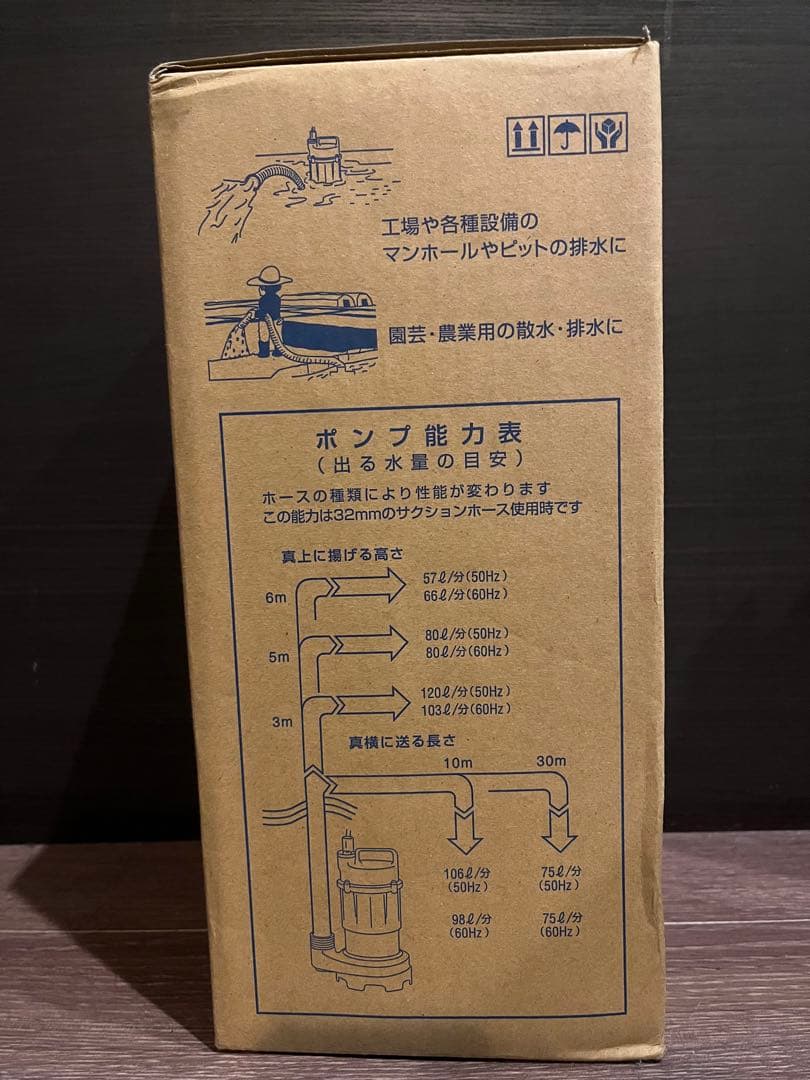 工場や各種設備の
マンホールやピットの排水に
園芸・農業用の散水・排水に
ポンプ能力表
(出る水量の目安)
ホースの種類により性能が変わります
この能力は32mmのサクションホース使用時です
真上に揚げる高さ
6m
57ℓ/分(50Hz)
66ℓ/分(60Hz)
5m
80ℓ/分(50Hz)
80ℓ/分(60Hz)
3m
120ℓ/分(50Hz)
103ℓ/分(60Hz)
真横に送る長さ
10m 30m
106ℓ/分 75ℓ/分
(50Hz) (50Hz)
98ℓ/分 75ℓ/分
(60Hz) (60Hz)